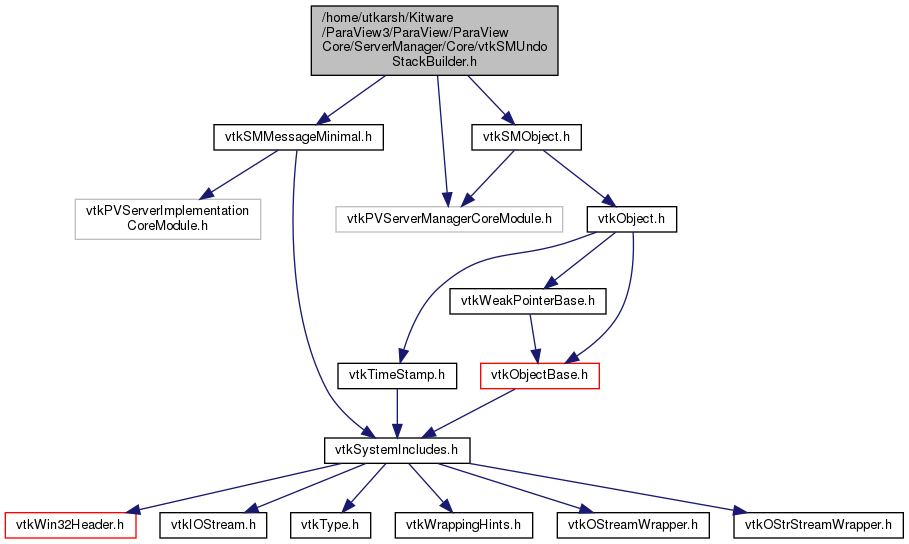 /home/utkarsh/Kitware
/ParaView3/ParaView/ParaView
Core/ServerManager/Core/vtkSMUndo
StackBuilder.h
vtkSMMessageMinimal.h
vtkSMObject.h
vtkPVServerImplementation
CoreModule.h
vtkPVServerManagerCoreModule.h
vtkObject.h
vtkWeakPointerBase.h
vtkTimeStamp.h
vtkObjectBase.h
vtkSystemIncludes.h
vtkWin32Header.h
vtkIOStream.h
vtkType.h
vtkWrappingHints.h
vtkOStreamWrapper.h
vtkOStrStreamWrapper.h